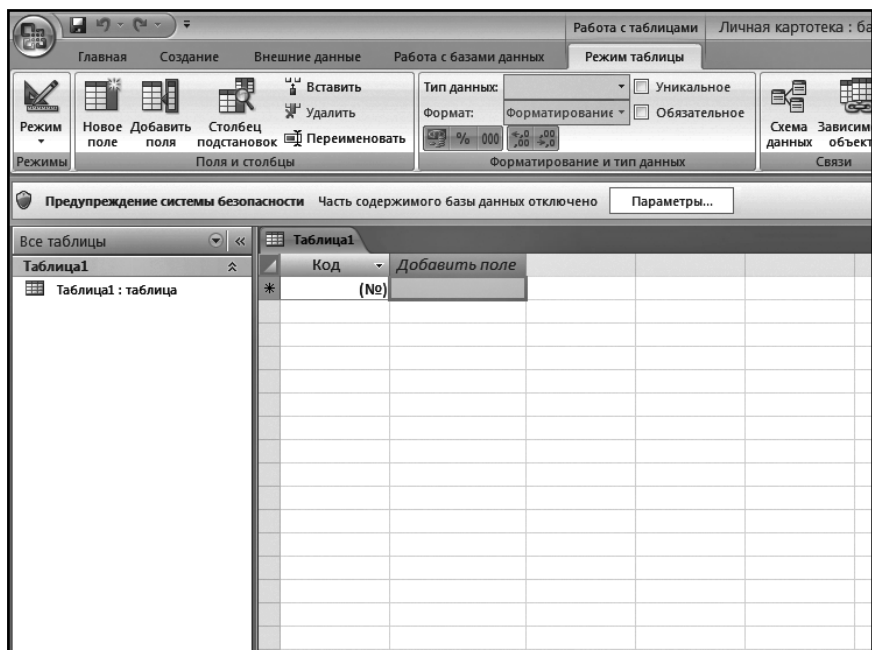 Работа с таблицами Личная картотека : ба
Главная Создание Внешние данные Работа с базами данных Режим таблицы
Режим
Новое поле
Добавить поля
Столбец подстановок
Вставить
Удалить
Переименовать
Тип данных:
Формат: Форматирование
% 000
Уникальное
Обязательное
Схема данных
Зависим объект
Режимы Поля и столбцы Форматирование и тип данных Связи
Предупреждение системы безопасности Часть содержимого базы данных отключено Параметры...
Все таблицы
Таблица1
Таблица1 : таблица
Таблица1
Код Добавить поле
(№)